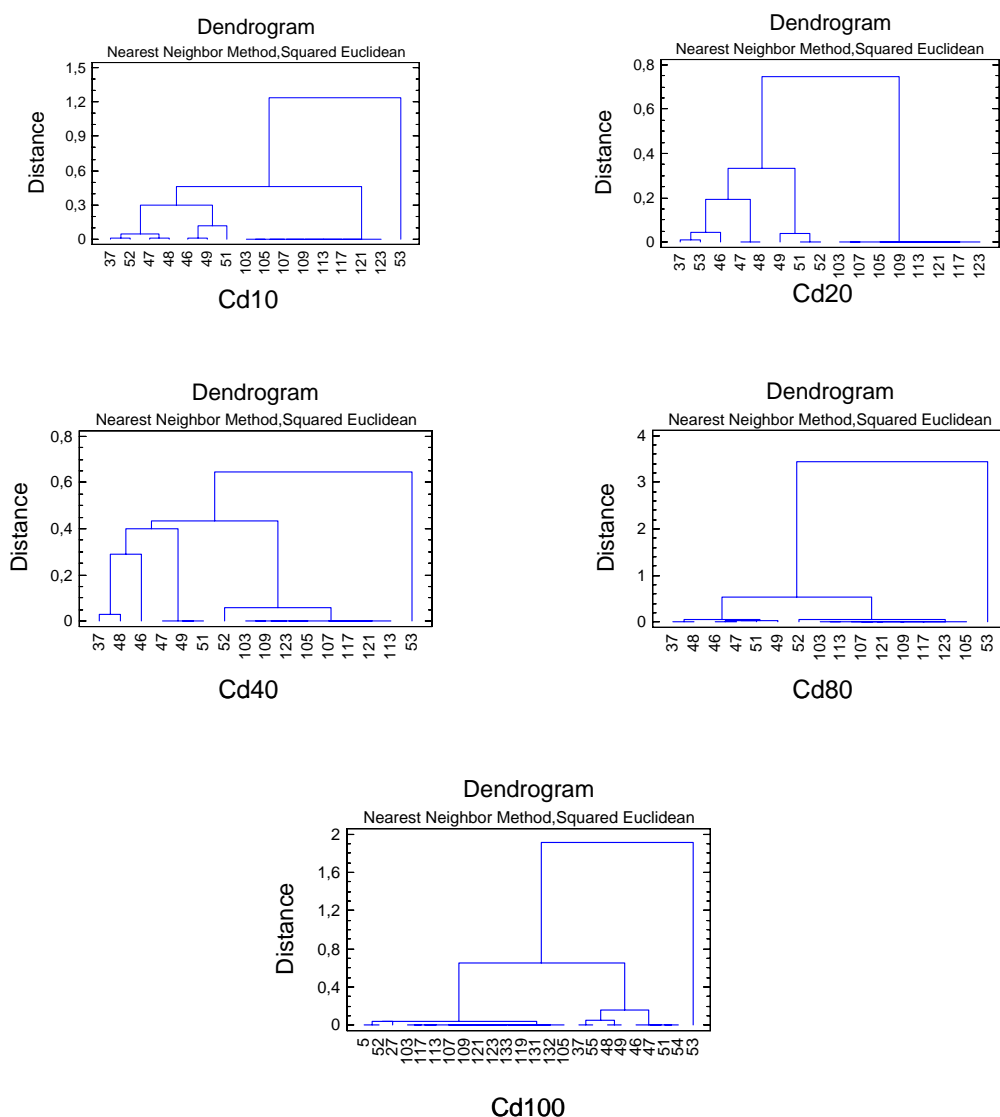 Dendrogram
Nearest Neighbor Method,Squared Euclidean
1,5
1,2
0,9
0,6
0,3
0
Distance
37 52 47 48 46 49 51 103 105 107 109 113 117 121 123 53
Cd10
Dendrogram
Nearest Neighbor Method,Squared Euclidean
0,8
0,6
0,4
0,2
0
Distance
37 53 46 47 48 49 51 52 103 107 105 109 113 121 117 123
Cd20
Dendrogram
Nearest Neighbor Method,Squared Euclidean
0,8
0,6
0,4
0,2
0
Distance
37 48 46 47 49 51 52 103 109 123 105 107 117 121 113 53
Cd40
Dendrogram
Nearest Neighbor Method,Squared Euclidean
4
3
2
1
0
Distance
37 48 46 47 51 49 52 103 113 107 121 109 117 123 105 53
Cd80
Dendrogram
Nearest Neighbor Method,Squared Euclidean
2
1,6
1,2
0,8
0,4
0
Distance
5 52 27 103 117 113 107 109 121 123 133 119 131 132 105 37 55 48 49 46 47 51 54 53
Cd100